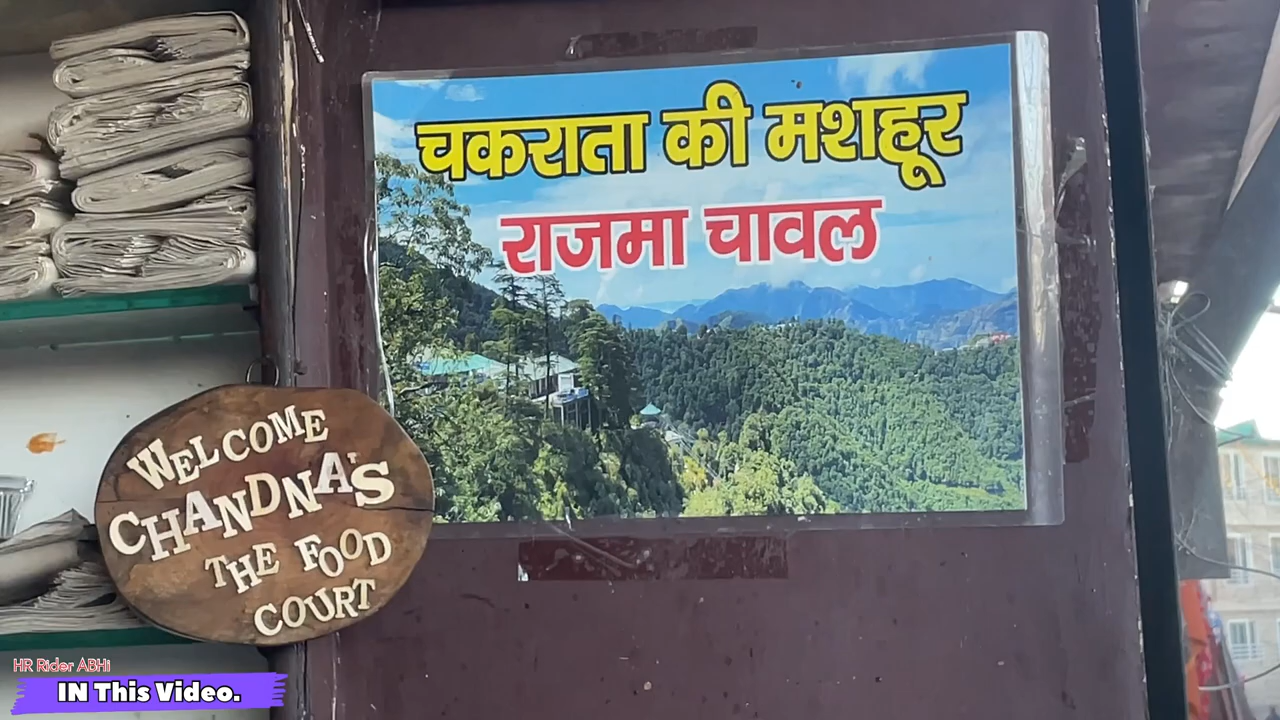 चकराता की मशहूर
राजमा चावल
WELCOME
CHANDNA'S
THE FOOD
COURT
HR Rider ABHi
IN This Video.